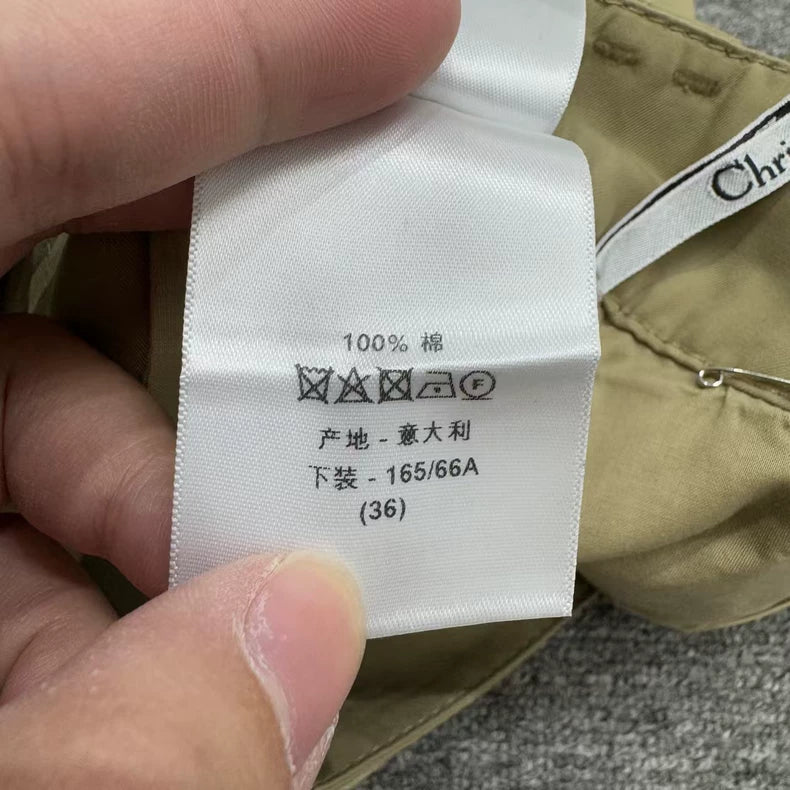 Chri
100% 棉
F
产地 - 意大利
下装 - 165/66A
(36)